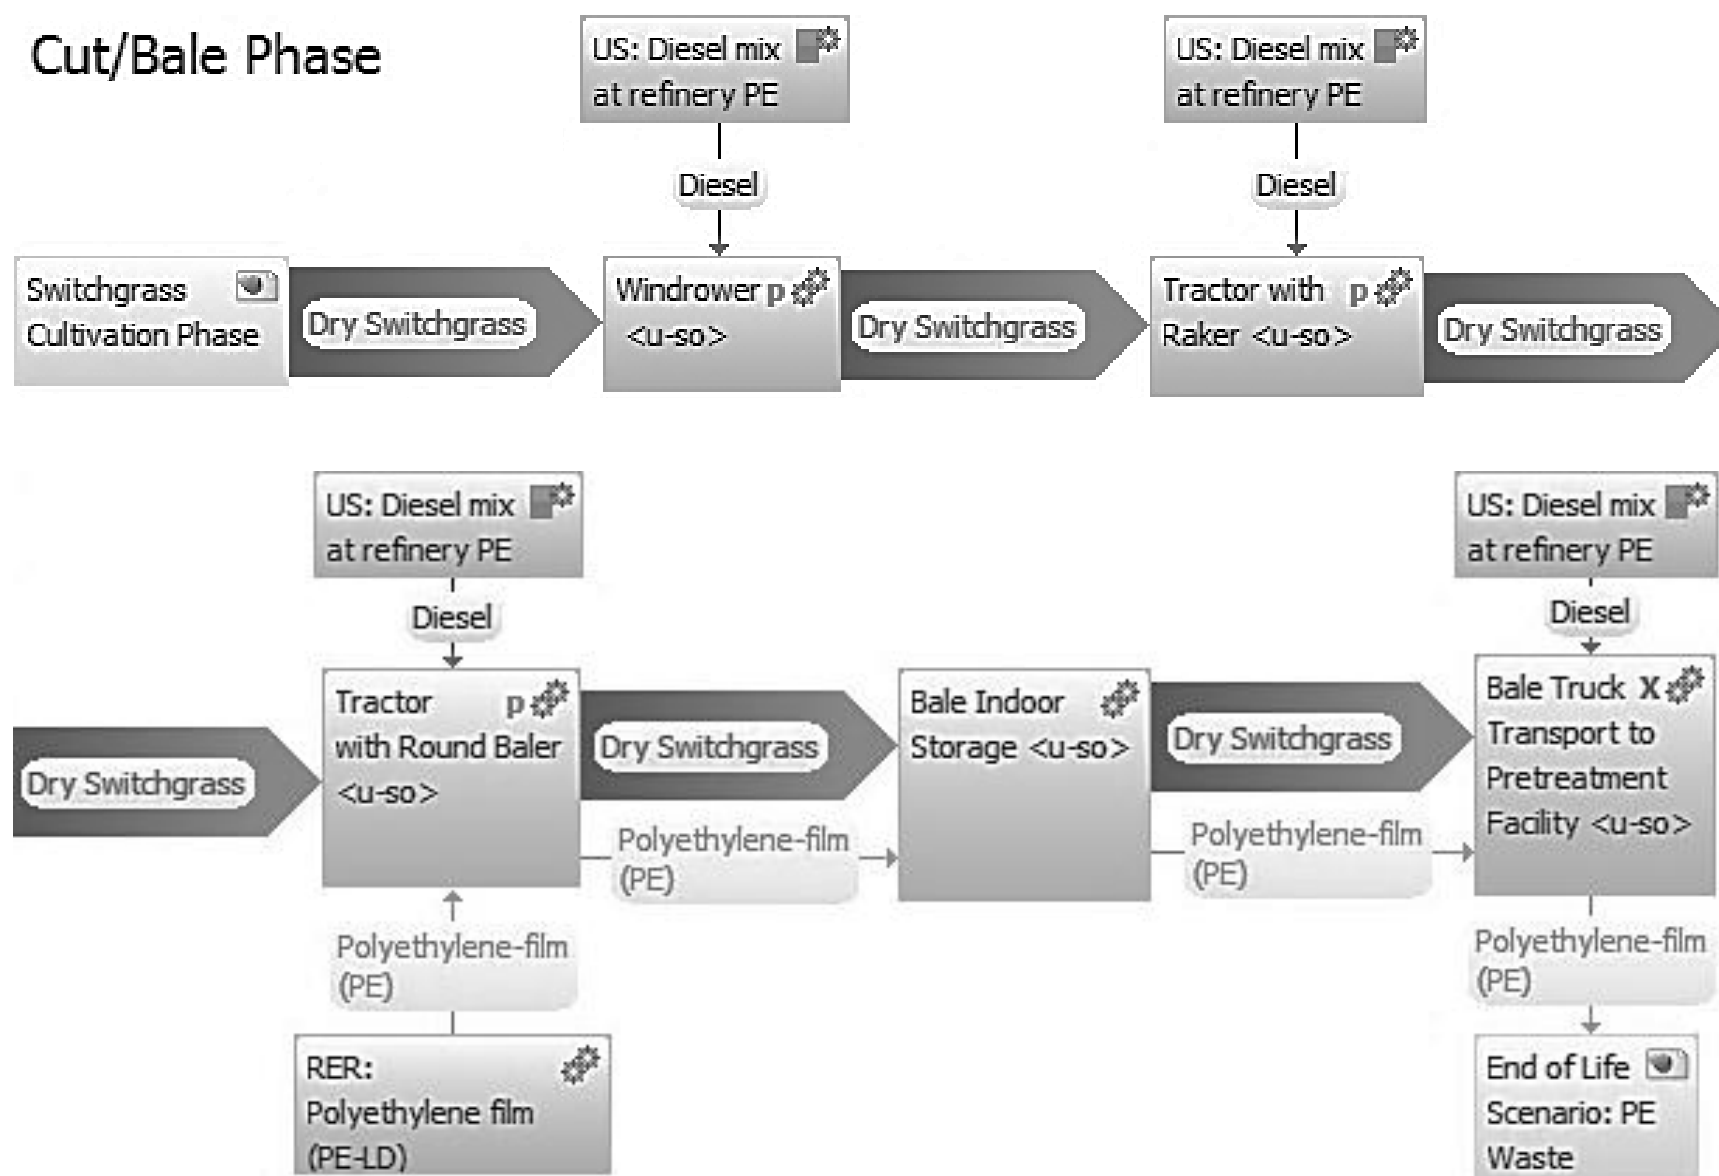 Cut/Bale Phase
US: Diesel mix
at refinery PE
US: Diesel mix
at refinery PE
Diesel
Diesel
Switchgrass
Cultivation Phase
Dry Switchgrass
Windrower p
<u-so>
Dry Switchgrass
Tractor with p
Raker <u-so>
Dry Switchgrass
US: Diesel mix
at refinery PE
US: Diesel mix
at refinery PE
Diesel
Diesel
Dry Switchgrass
Tractor p
with Round Baler
<u-so>
Dry Switchgrass
Polyethylene-film
(PE)
Bale Indoor
Storage <u-so>
Dry Switchgrass
Polyethylene-film
(PE)
Bale Truck X
Transport to
Pretreatment
Facility <u-so>
Polyethylene-film
(PE)
Polyethylene-film
(PE)
RER:
Polyethylene film
(PE-LD)
End of Life
Scenario: PE
Waste